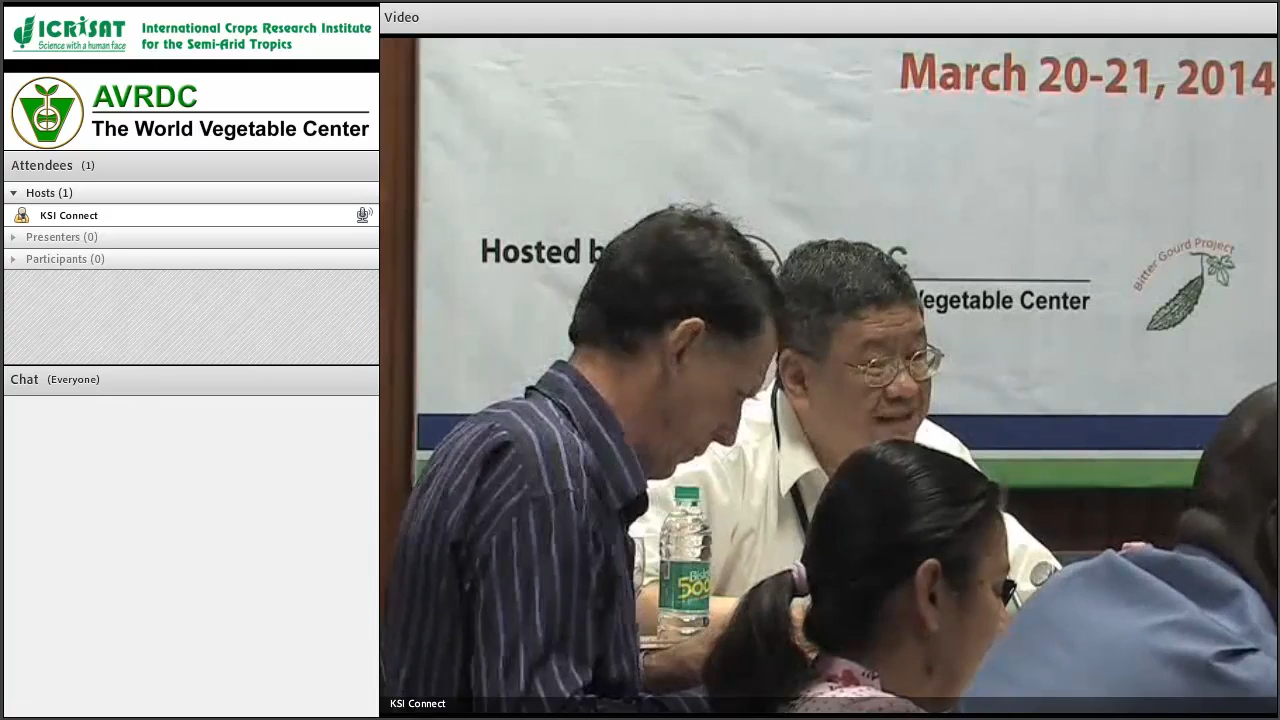 ICRISAT
Science with a human face
International Crops Research Institute
for the Semi-Arid Tropics
AVRDC
The World Vegetable Center
Attendees (1)
Hosts (1)
KSI Connect
Presenters (0)
Participants (0)
Chat (Everyone)
Video
March 20-21, 2014
Hosted
Vegetable Center
Bitter Gourd Project
500
KSI Connect